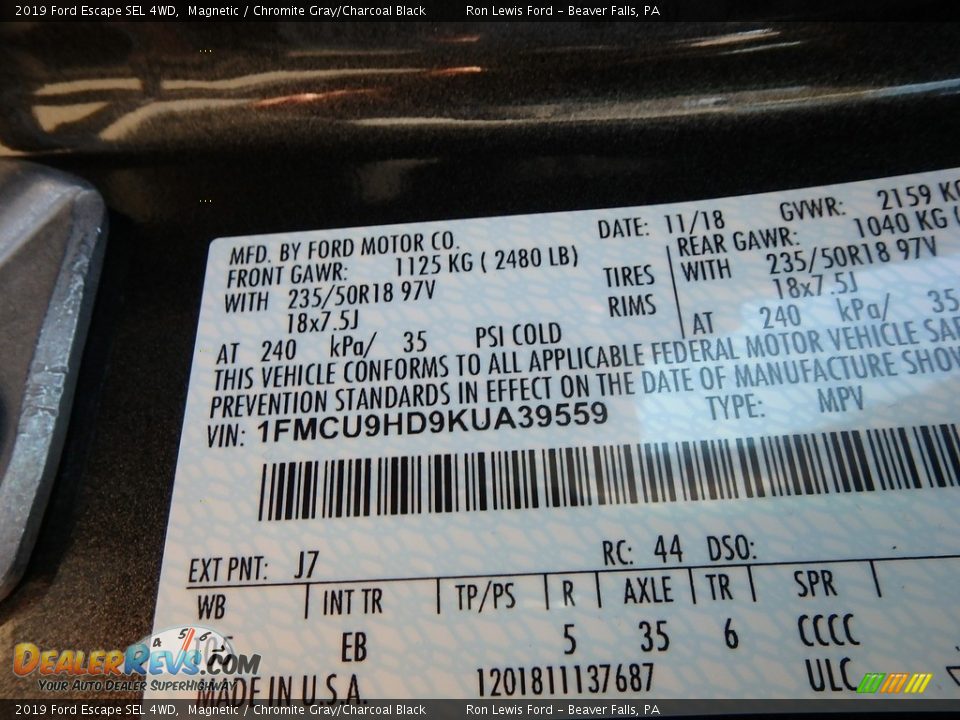 2019 Ford Escape SEL 4WD, Magnetic / Chromite Gray/Charcoal Black Ron Lewis Ford - Beaver Falls, PA
MFD. BY FORD MOTOR CO. DATE: 11/18 GVWR: 2159 KG
FRONT GAWR: 1125 KG ( 2480 LB) REAR GAWR: 1040 KG (
WITH 235/50R18 97V TIRES WITH 235/50R18 97V
18x7.5J RIMS 18x7.5J
AT 240 kPa/ 35 PSI COLD AT 240 kPa/ 35
THIS VEHICLE CONFORMS TO ALL APPLICABLE FEDERAL MOTOR VEHICLE SAF
PREVENTION STANDARDS IN EFFECT ON THE DATE OF MANUFACTURE SHOW
VIN: 1FMCU9HD9KUA39559 TYPE: MPV
EXT PNT: J7 RC: 44 DSO:
WB INT TR TP/PS R AXLE TR SPR
EB 5 35 6 CCCC
MADE IN U.S.A. 1201811137687 ULC
DEALERREVS.COM
YOUR AUTO DEALER SUPERHIGHWAY
2019 Ford Escape SEL 4WD, Magnetic / Chromite Gray/Charcoal Black Ron Lewis Ford - Beaver Falls, PA